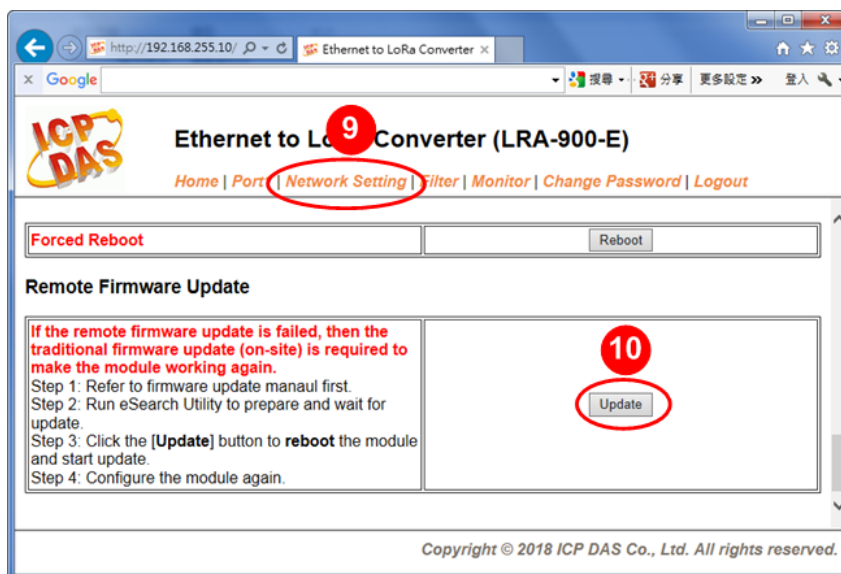 http://192.168.255.10/
Ethernet to LoRa Converter
× Google
搜尋
分享
更多設定 »
登入
ICP DAS
9
Ethernet to L Converter (LRA-900-E)
Home | Port | Network Setting | Filter | Monitor | Change Password | Logout
Forced Reboot
Reboot
Remote Firmware Update
If the remote firmware update is failed, then the
traditional firmware update (on-site) is required to
make the module working again.
Step 1: Refer to firmware update manaul first.
Step 2: Run eSearch Utility to prepare and wait for
update.
Step 3: Click the [Update] button to reboot the module
and start update.
Step 4: Configure the module again.
10
Update
Copyright © 2018 ICP DAS Co., Ltd. All rights reserved.